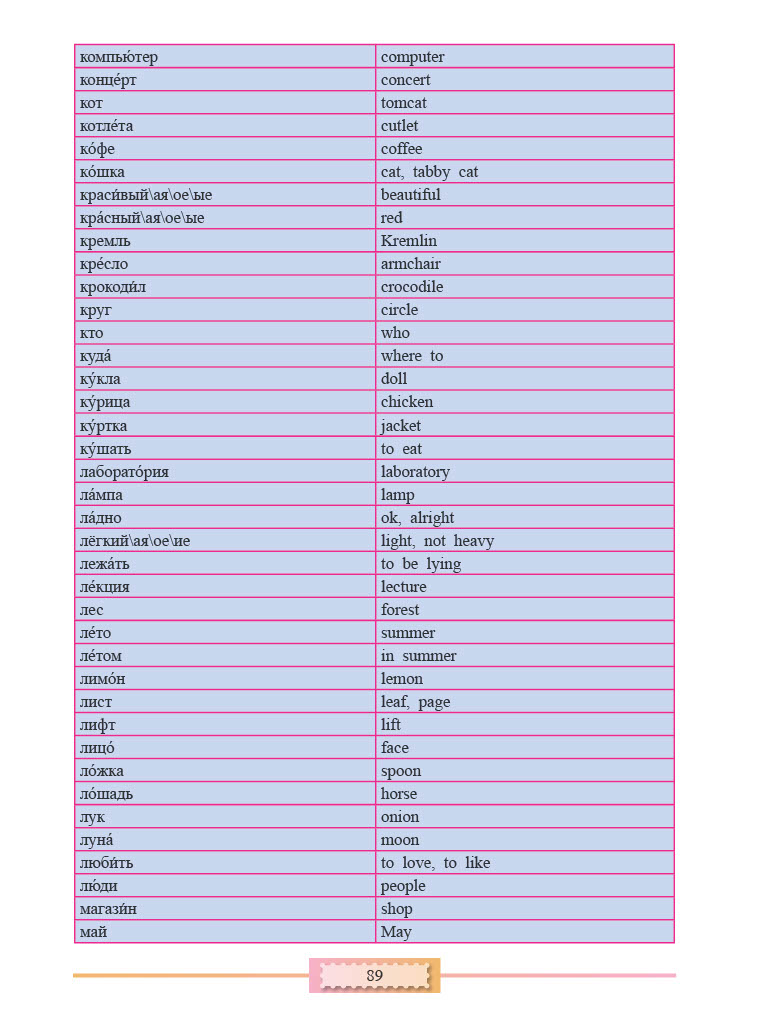 компью́тер computer
конце́рт concert
кот tomcat
котле́та cutlet
ко́фе coffee
ко́шка cat, tabby cat
краси́вый\ая\ое\ые beautiful
кра́сный\ая\ое\ые red
кремль Kremlin
кре́сло armchair
крокоди́л crocodile
круг circle
кто who
куда́ where to
ку́кла doll
ку́рица chicken
ку́ртка jacket
ку́шать to eat
лаборато́рия laboratory
ла́мпа lamp
ла́дно ok, alright
лёгкий\ая\ое\ие light, not heavy
лежа́ть to be lying
ле́кция lecture
лес forest
ле́то summer
ле́том in summer
лимо́н lemon
лист leaf, page
лифт lift
лицо́ face
ло́жка spoon
ло́шадь horse
лук onion
луна́ moon
люби́ть to love, to like
лю́ди people
магази́н shop
май May
89